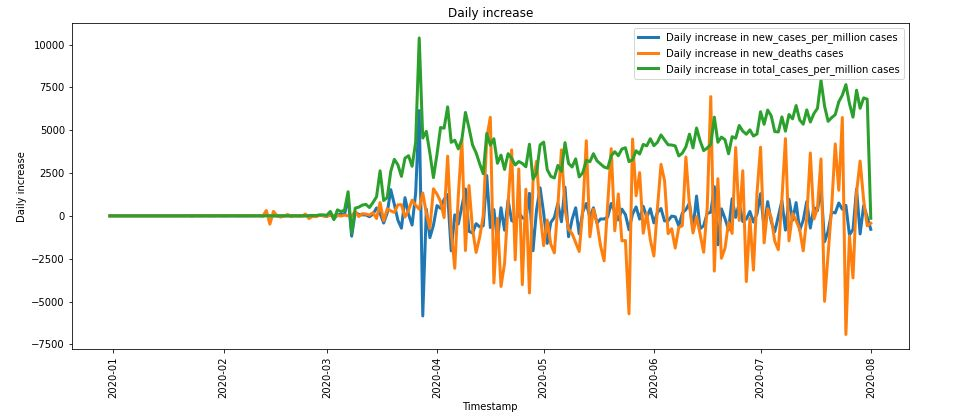 Daily increase
Daily increase in new_cases_per_million cases
Daily increase in new_deaths cases
Daily increase in total_cases_per_million cases
10000
7500
5000
2500
0
−2500
−5000
−7500
Daily increase
2020-01
2020-02
2020-03
2020-04
2020-05
2020-06
2020-07
2020-08
Timestamp